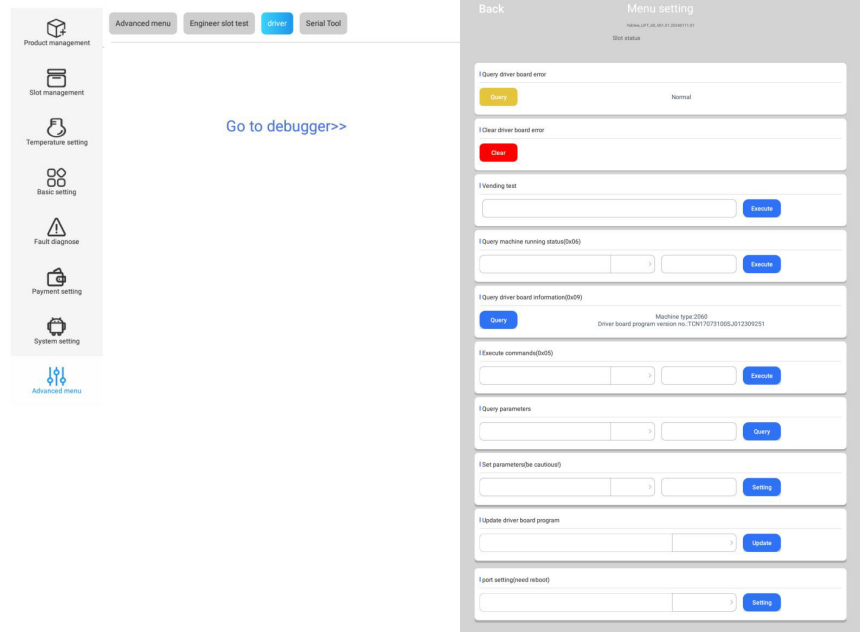 Product management
Slot management
Temperature setting
Basic setting
Fault diagnose
Payment setting
System setting
Advanced menu
Advanced menu
Engineer slot test
driver
Serial Tool
Go to debugger>>
Back
Menu setting
Slot status
Query driver board error
Query
Normal
Clear driver board error
Clear
Vending test
Execute
Query machine running status(0x06)
Execute
Query driver board information(0x09)
Query
Machine type:2060
Driver board program version no.:TCN17073100SJ012309251
Execute commands(0x05)
Execute
Query parameters
Query
Set parameters(be cautious!)
Setting
Update driver board program
Update
port setting(need reboot)
Setting